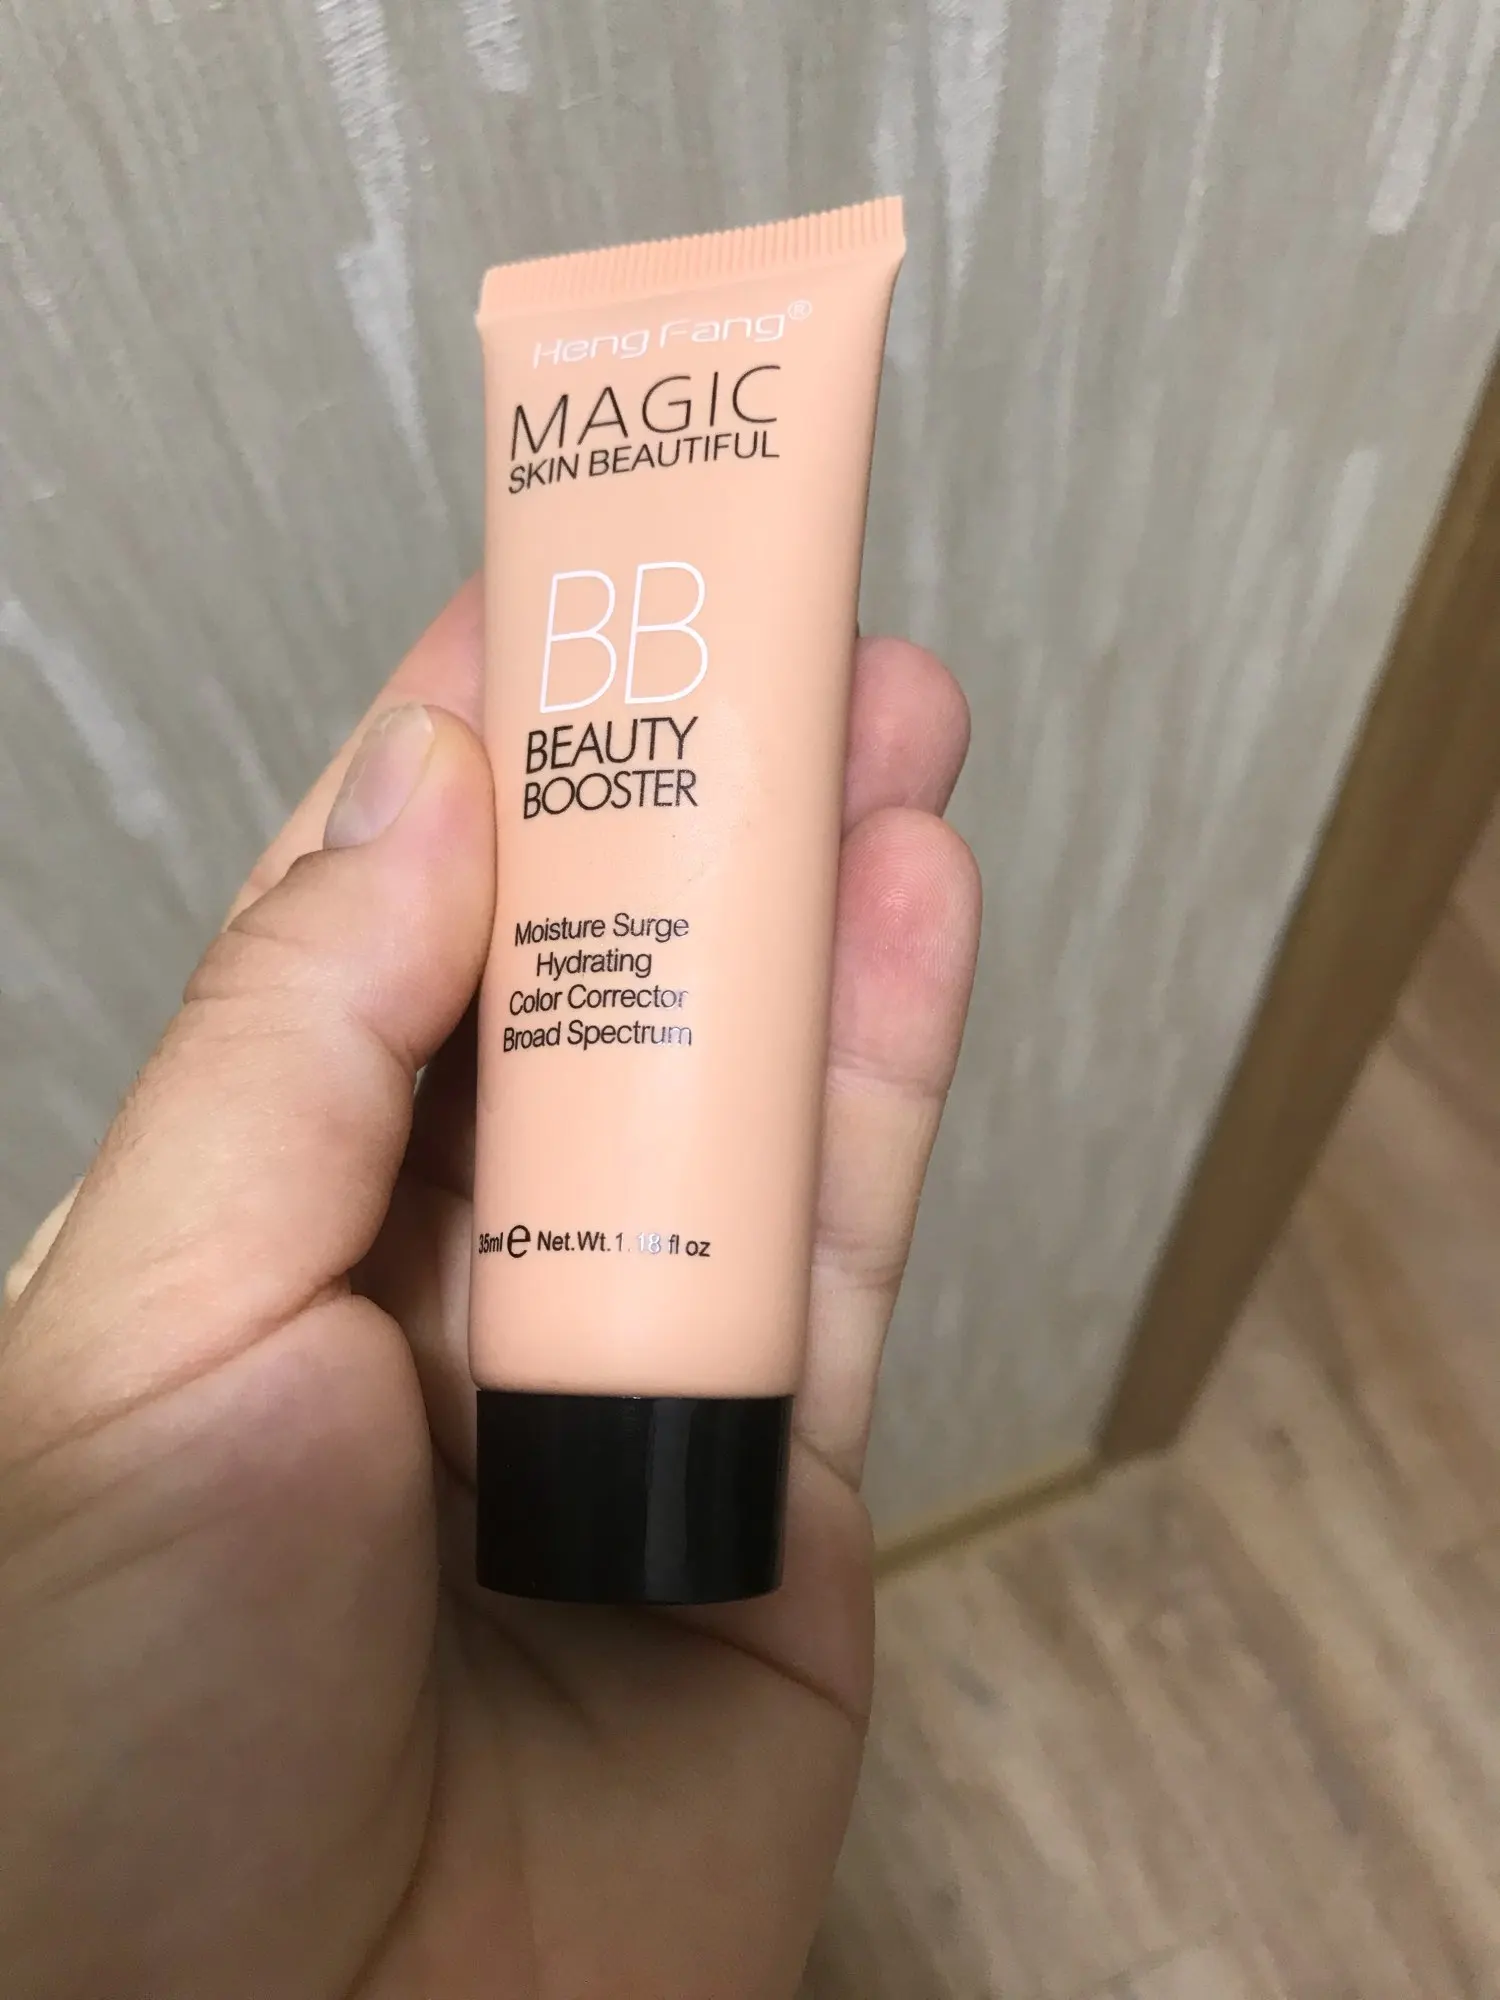 Heng Fang®
MAGIC
SKIN BEAUTIFUL
BB
BEAUTY
BOOSTER
Moisture Surge
Hydrating
Color Corrector
Broad Spectrum
35ml ℮ Net.Wt.1.18 fl oz